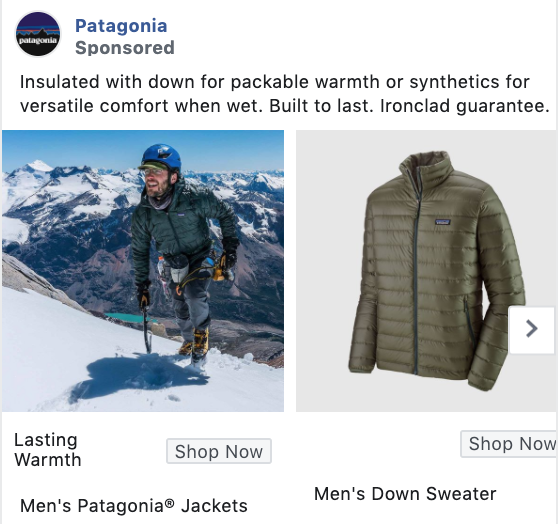 patagonia
Patagonia
Sponsored
Insulated with down for packable warmth or synthetics for
versatile comfort when wet. Built to last. Ironclad guarantee.
Lasting
Warmth
Shop Now
Men's Patagonia® Jackets
Shop Now
Men's Down Sweater